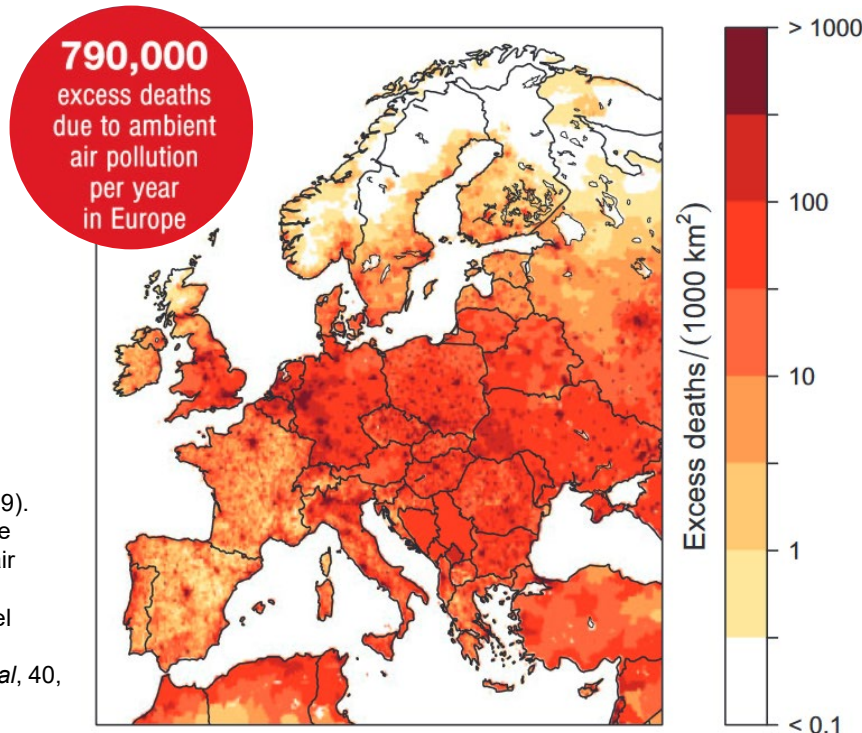 790,000
excess deaths
due to ambient
air pollution
per year
in Europe
9).
e
air
el
al, 40,
Excess deaths/(1000 km²)
> 1000
100
10
1
< 0.1